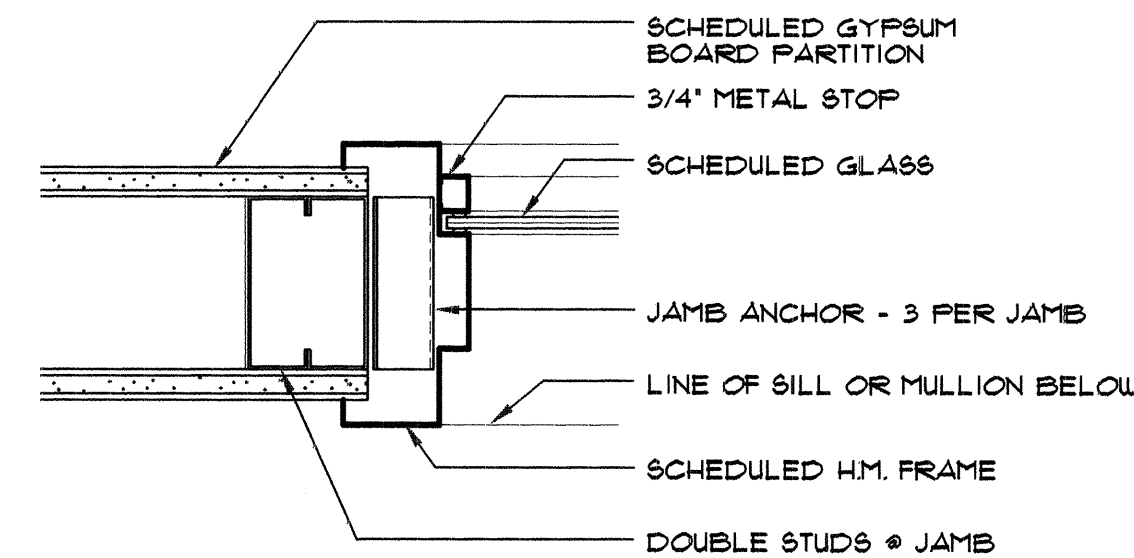 SCHEDULED GYPSUM
BOARD PARTITION
3/4" METAL STOP
SCHEDULED GLASS
JAMB ANCHOR - 3 PER JAMB
LINE OF SILL OR MULLION BELOW
SCHEDULED H.M. FRAME
DOUBLE STUDS @ JAMB